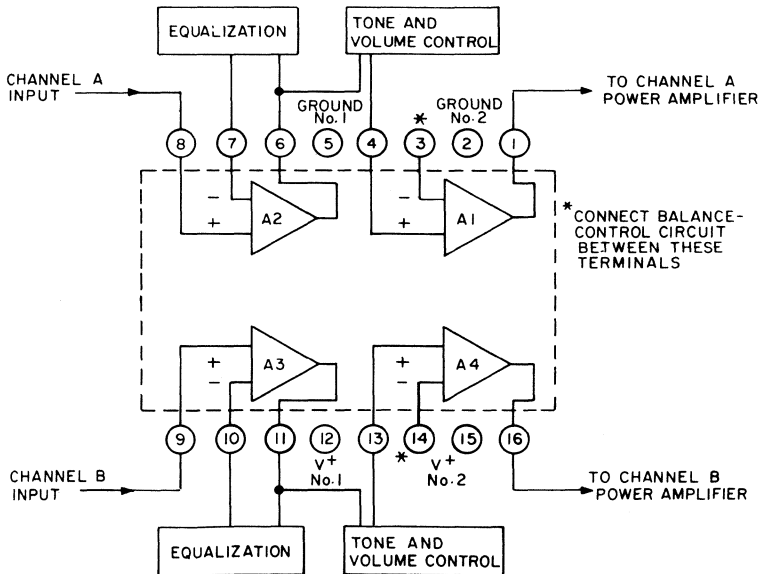 EQUALIZATION
TONE AND
VOLUME CONTROL
CHANNEL A
INPUT
TO CHANNEL A
POWER AMPLIFIER
GROUND
No. 1
*
GROUND
No. 2
8 7 6 5 4 3 2 1
− A2
+
− A1
+
*CONNECT BALANCE-
CONTROL CIRCUIT
BETWEEN THESE
TERMINALS
+ A3
−
+ A4
−
9 10 11 12 13 14 15 16
V+
No. 1
*
V+
No. 2
CHANNEL B
INPUT
TO CHANNEL B
POWER AMPLIFIER
EQUALIZATION
TONE AND
VOLUME CONTROL